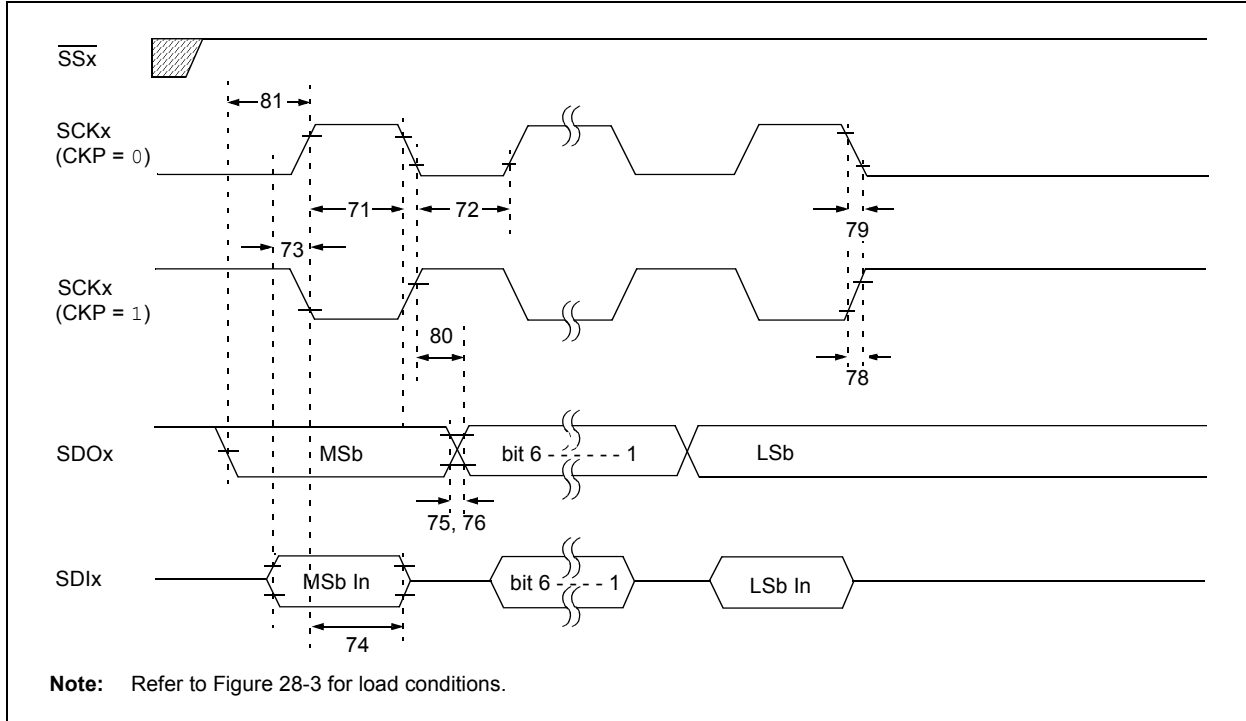 SSx
81
SCKx
(CKP = 0)
71
72
73
79
SCKx
(CKP = 1)
80
78
SDOx
MSb
bit 6 - - - - - - 1
LSb
75, 76
SDIx
MSb In
bit 6 - - - - 1
LSb In
74
Note: Refer to Figure 28-3 for load conditions.